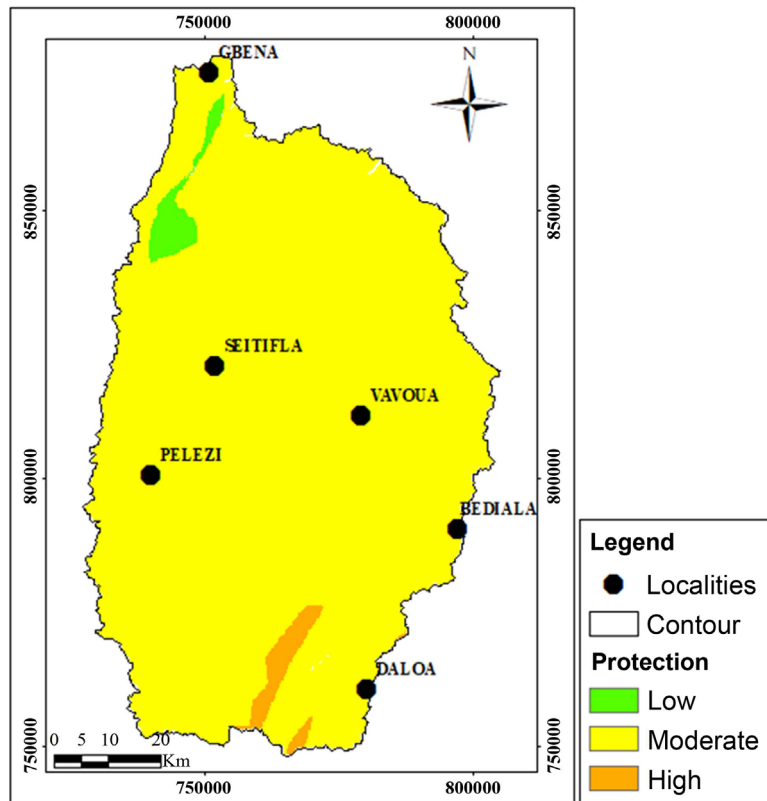 750000 800000
GBENA
N
850000 850000
SEITIFLA
VAVOUA
PELEZI
800000 800000
BEDIALA
DALOA
750000 750000
0 5 10 20
Km
750000 800000
Legend
Localities
Contour
Protection
Low
Moderate
High